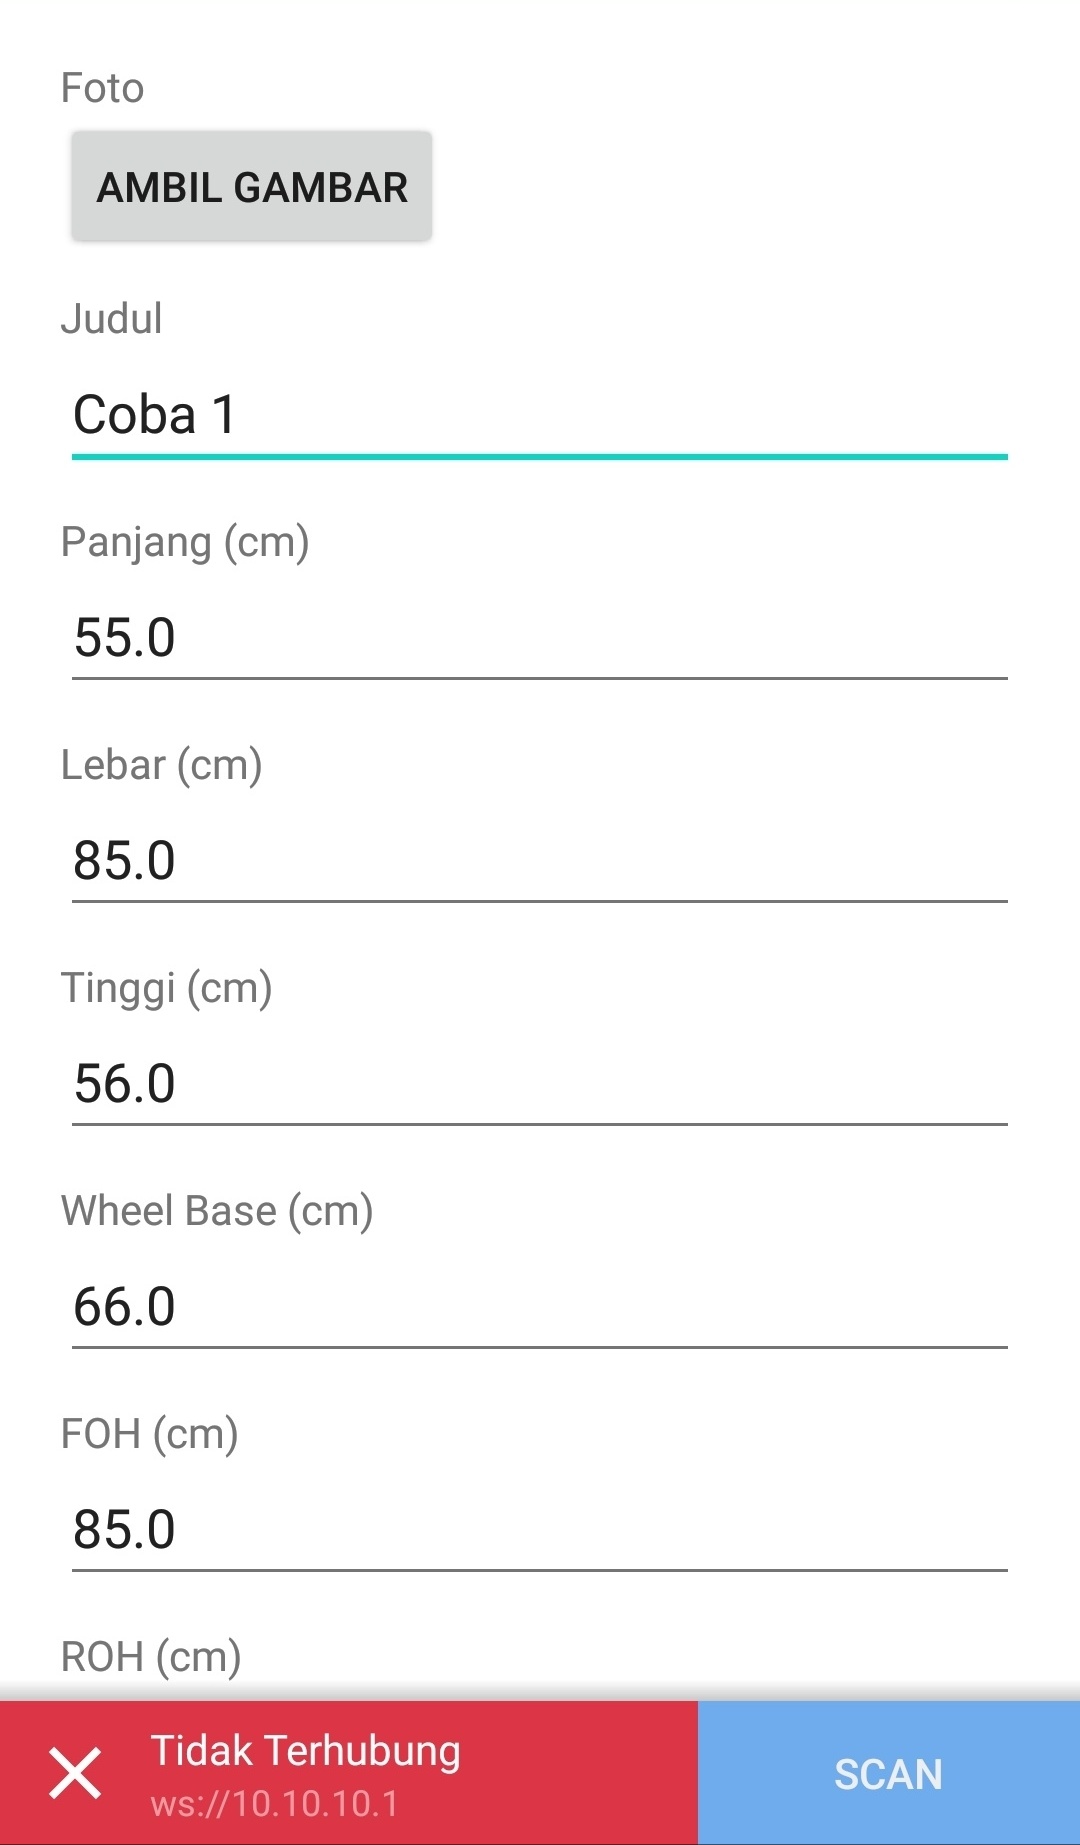 Foto
AMBIL GAMBAR
Judul
Coba 1
Panjang (cm)
55.0
Lebar (cm)
85.0
Tinggi (cm)
56.0
Wheel Base (cm)
66.0
FOH (cm)
85.0
ROH (cm)
Tidak Terhubung
ws://10.10.10.1
SCAN